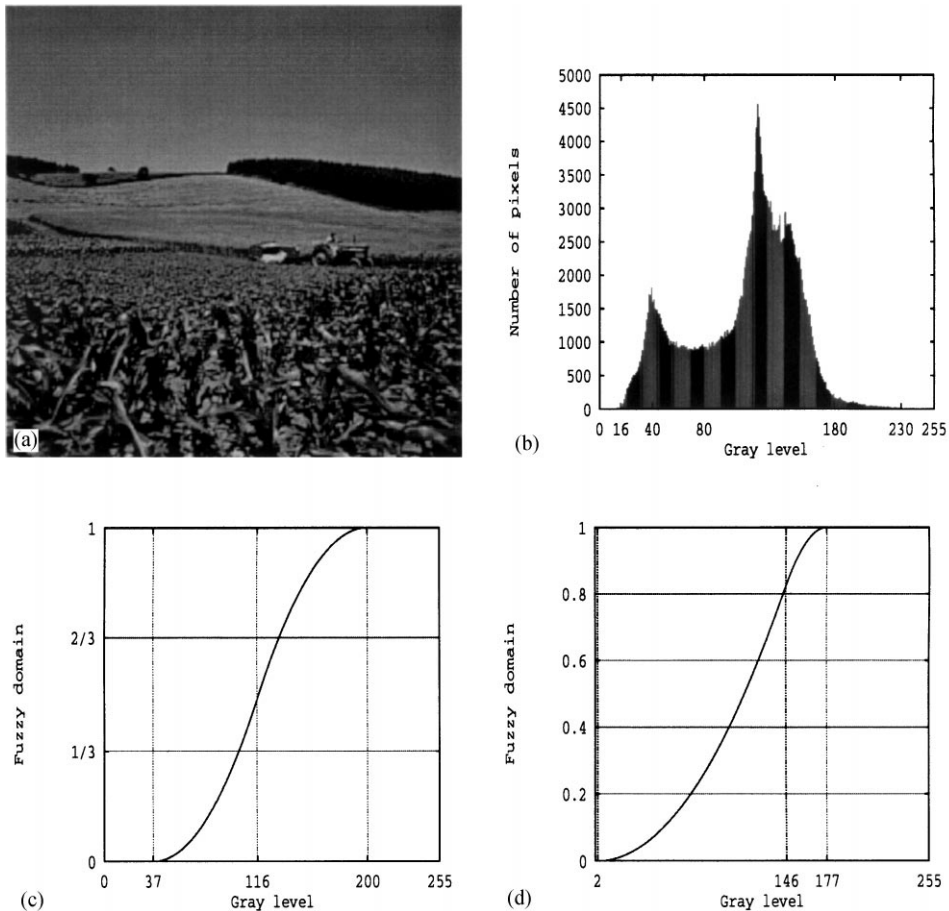 (a)
5000
4500
4000
3500
3000
2500
2000
1500
1000
500
0
Number of pixels
0 16 40 80 180 230 255
Gray level
(b)
1
2/3
1/3
0
Fuzzy domain
0 37 116 200 255
Gray level
(c)
1
0.8
0.6
0.4
0.2
0
Fuzzy domain
2 146 177 255
Gray level
(d)